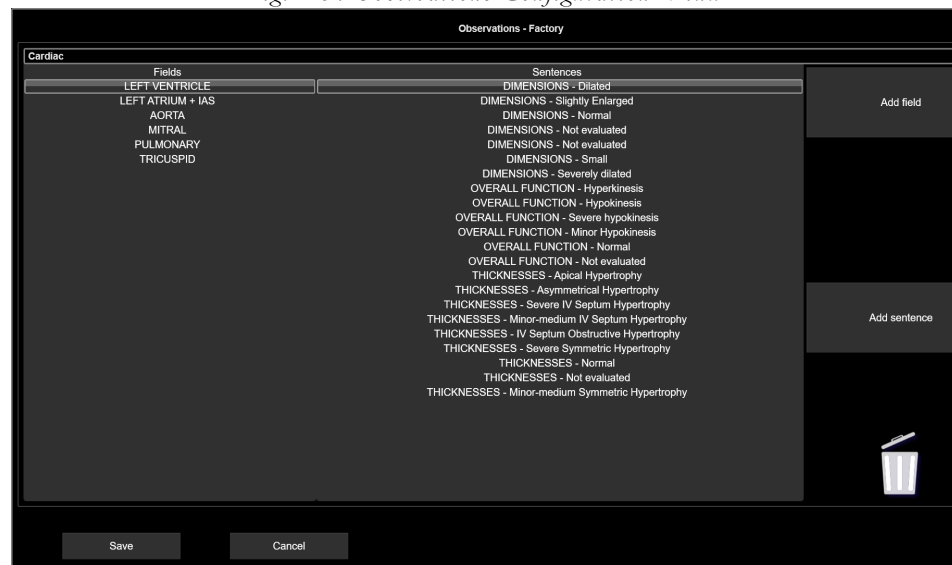 Observations - Factory
Cardiac
Fields
LEFT VENTRICLE
LEFT ATRIUM + IAS
AORTA
MITRAL
PULMONARY
TRICUSPID
Sentences
DIMENSIONS - Dilated
DIMENSIONS - Slightly Enlarged
DIMENSIONS - Normal
DIMENSIONS - Not evaluated
DIMENSIONS - Not evaluated
DIMENSIONS - Small
DIMENSIONS - Severely dilated
OVERALL FUNCTION - Hyperkinesis
OVERALL FUNCTION - Hypokinesis
OVERALL FUNCTION - Severe hypokinesis
OVERALL FUNCTION - Minor Hypokinesis
OVERALL FUNCTION - Normal
OVERALL FUNCTION - Not evaluated
THICKNESSES - Apical Hypertrophy
THICKNESSES - Asymmetrical Hypertrophy
THICKNESSES - Severe IV Septum Hypertrophy
THICKNESSES - Minor-medium IV Septum Hypertrophy
THICKNESSES - IV Septum Obstructive Hypertrophy
THICKNESSES - Severe Symmetric Hypertrophy
THICKNESSES - Normal
THICKNESSES - Not evaluated
THICKNESSES - Minor-medium Symmetric Hypertrophy
Add field
Add sentence
Save
Cancel